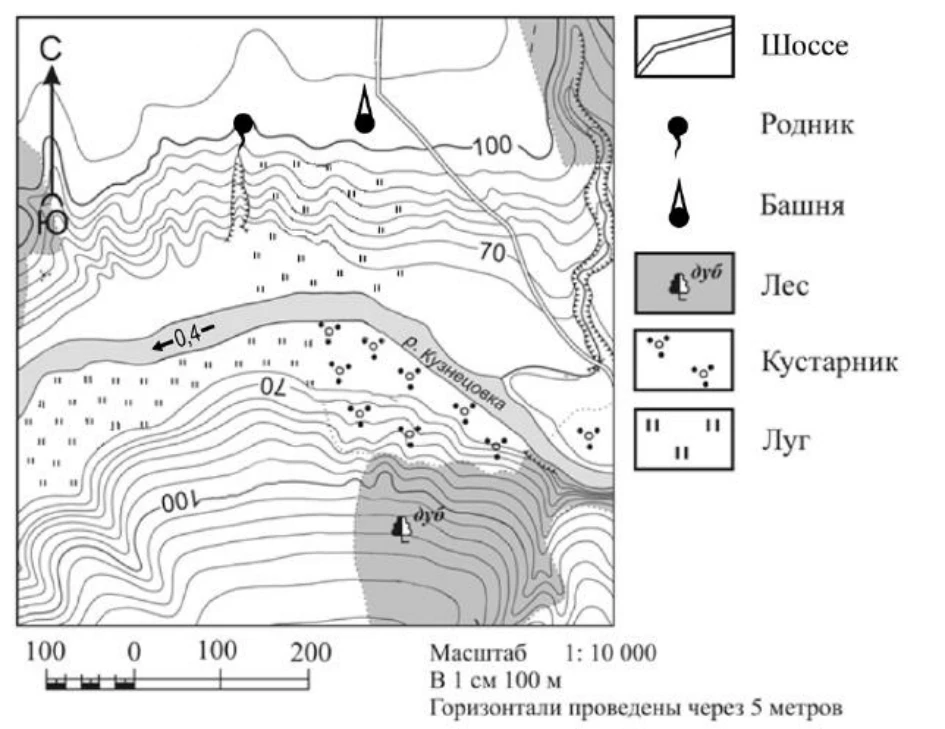 С
Ю
100
70
0,4
р. Кузнецовка
70
100
дуб
Шоссе
Родник
Башня
дуб
Лес
Кустарник
Луг
100 0 100 200
Масштаб 1: 10 000
В 1 см 100 м
Горизонтали проведены через 5 метров